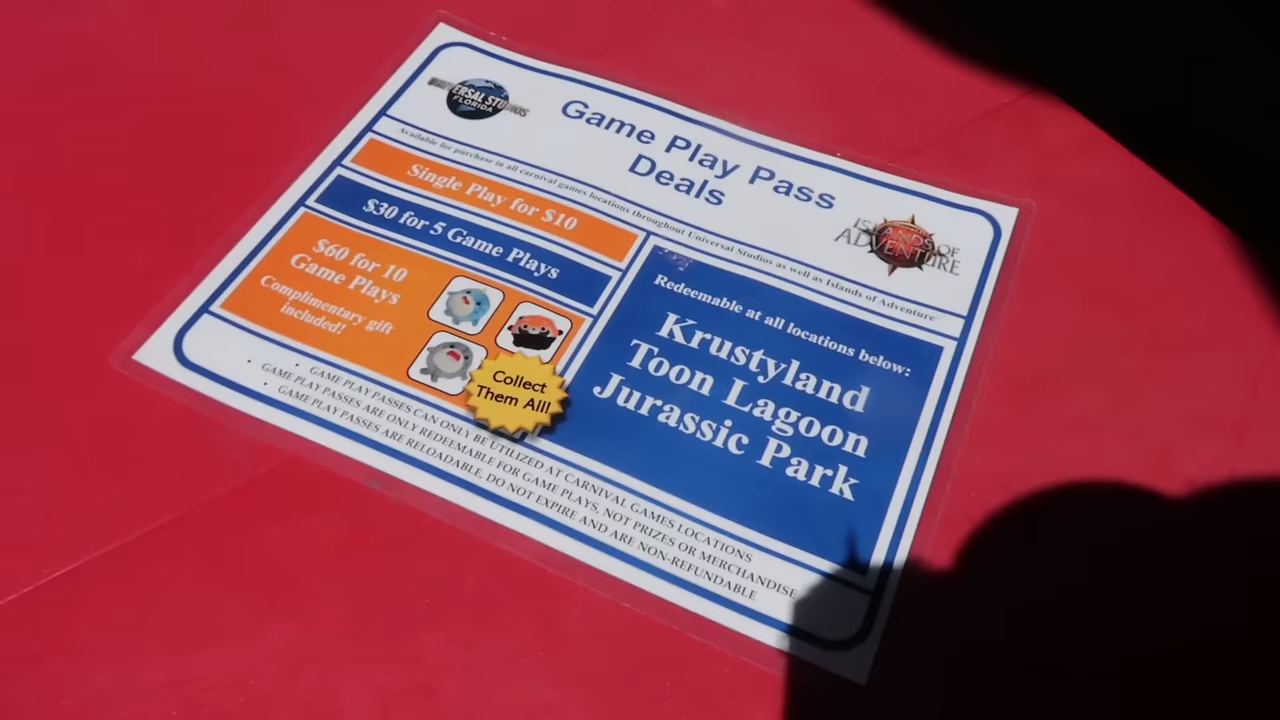 UNIVERSAL STUDIOS
FLORIDA
Game Play Pass
Deals
ISLANDS OF
ADVENTURE
Available for purchase in all carnival games locations throughout Universal Studios as well as Islands of Adventure
Single Play for $10
$30 for 5 Game Plays
$60 for 10
Game Plays
Complimentary gift
included!
Collect
Them All!
Redeemable at all locations below:
Krustyland
Toon Lagoon
Jurassic Park
• GAME PLAY PASSES CAN ONLY BE UTILIZED AT CARNIVAL GAMES LOCATIONS
• GAME PLAY PASSES ARE ONLY REDEEMABLE FOR GAME PLAYS, NOT PRIZES OR MERCHANDISE
• GAME PLAY PASSES ARE RELOADABLE, DO NOT EXPIRE AND ARE NON-REFUNDABLE